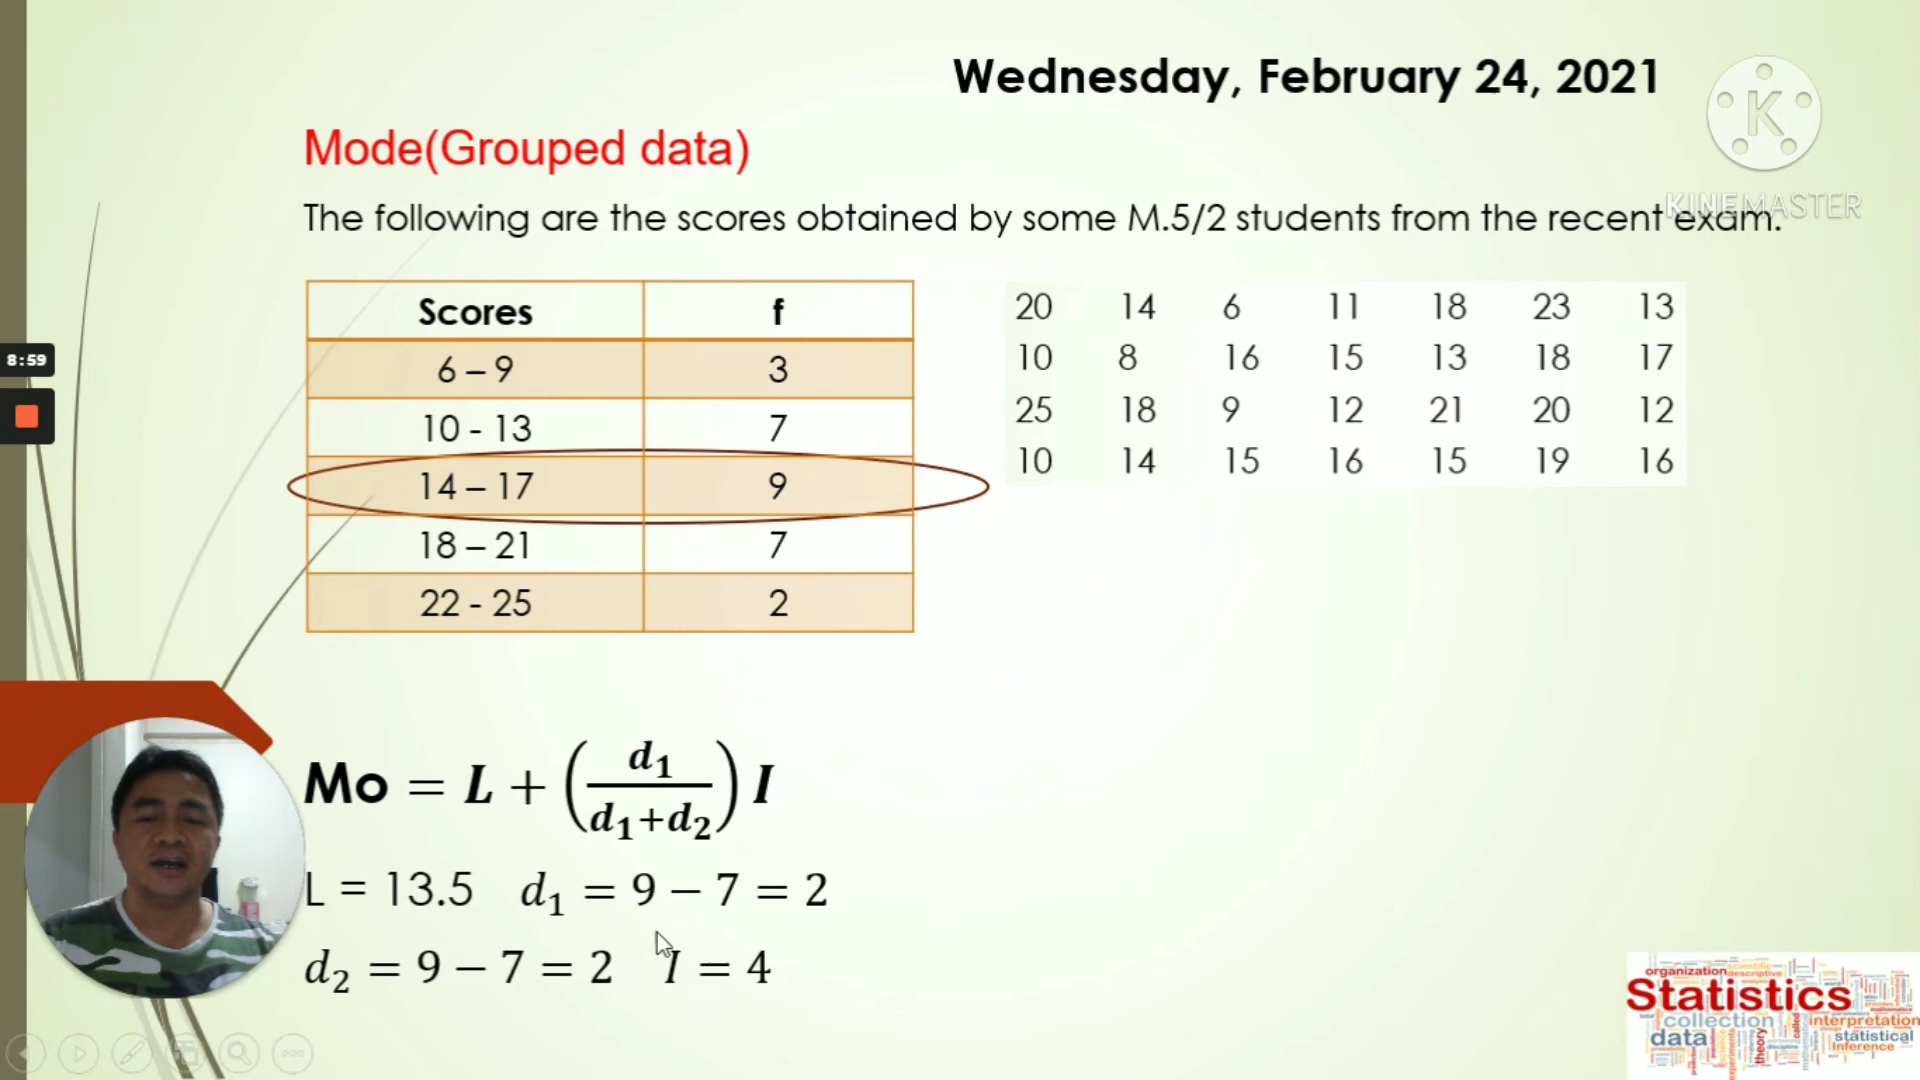 Wednesday, February 24, 2021
K
KINEMASTER
Mode(Grouped data)
The following are the scores obtained by some M.5/2 students from the recent exam.
Scores f
6 – 9 3
10 - 13 7
14 – 17 9
18 – 21 7
22 - 25 2
20 14 6 11 18 23 13
10 8 16 15 13 18 17
25 18 9 12 21 20 12
10 14 15 16 15 19 16
8:59
Mo = L + (d₁/(d₁+d₂)) I
L = 13.5 d₁ = 9 − 7 = 2
d₂ = 9 − 7 = 2 I = 4
organization
descriptive
Statistics
collection
interpretation
data
theory
statistical
inference